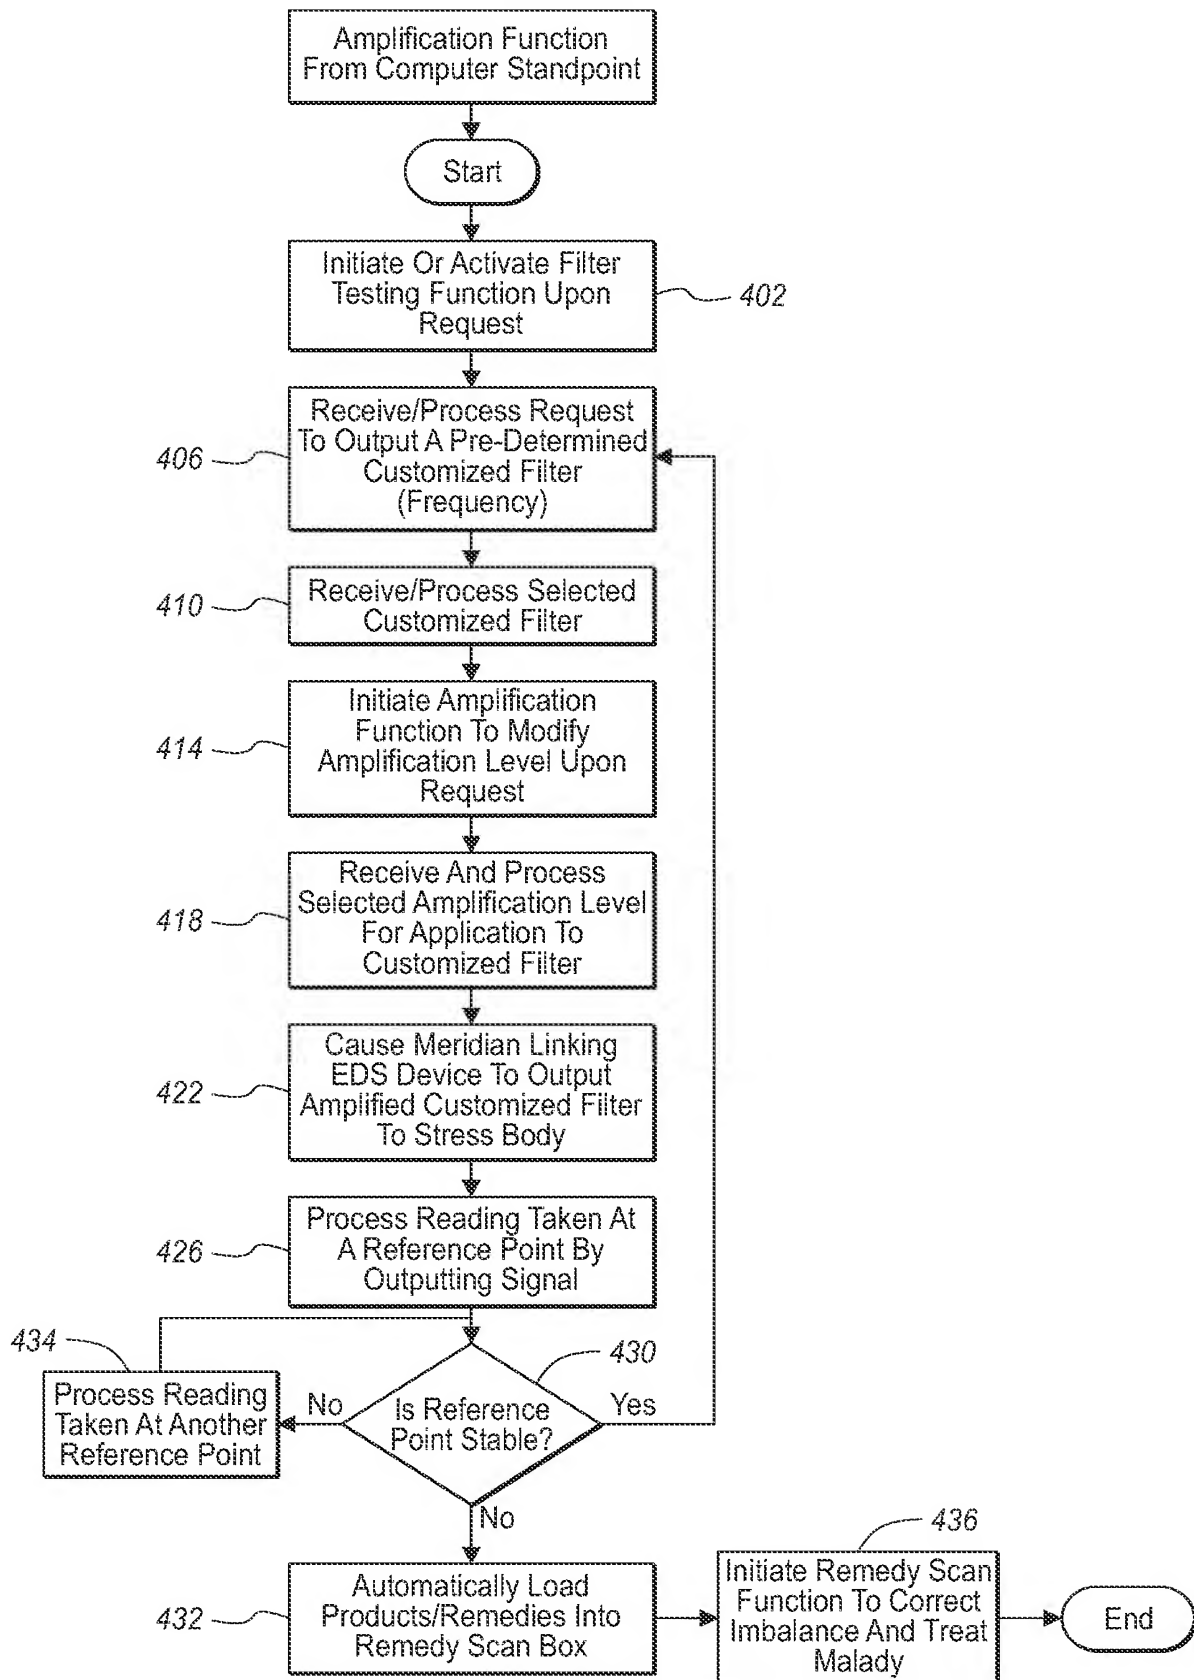 Amplification Function
From Computer Standpoint
Start
Initiate Or Activate Filter
Testing Function Upon
Request
402
Receive/Process Request
To Output A Pre-Determined
Customized Filter
(Frequency)
406
Receive/Process Selected
Customized Filter
410
Initiate Amplification
Function To Modify
Amplification Level Upon
Request
414
Receive And Process
Selected Amplification Level
For Application To
Customized Filter
418
Cause Meridian Linking
EDS Device To Output
Amplified Customized Filter
To Stress Body
422
Process Reading Taken At
A Reference Point By
Outputting Signal
426
434
Process Reading
Taken At Another
Reference Point
No
Is Reference
Point Stable?
430
Yes
No
Automatically Load
Products/Remedies Into
Remedy Scan Box
432
436
Initiate Remedy Scan
Function To Correct
Imbalance And Treat
Malady
End